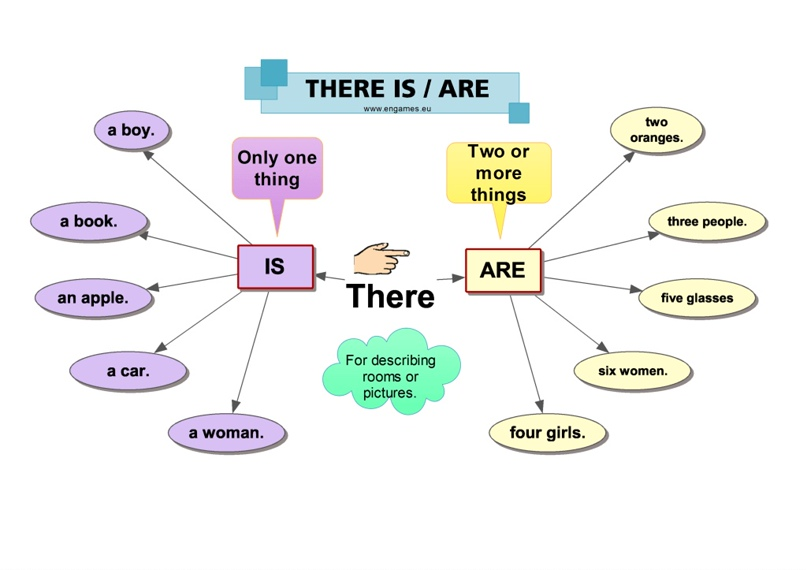 THERE IS / ARE
www.engames.eu
a boy.
Only one
thing
Two or
more
things
two
oranges.
a book.
three people.
IS
ARE
There
an apple.
five glasses
For describing
rooms or
pictures.
a car.
six women.
a woman.
four girls.